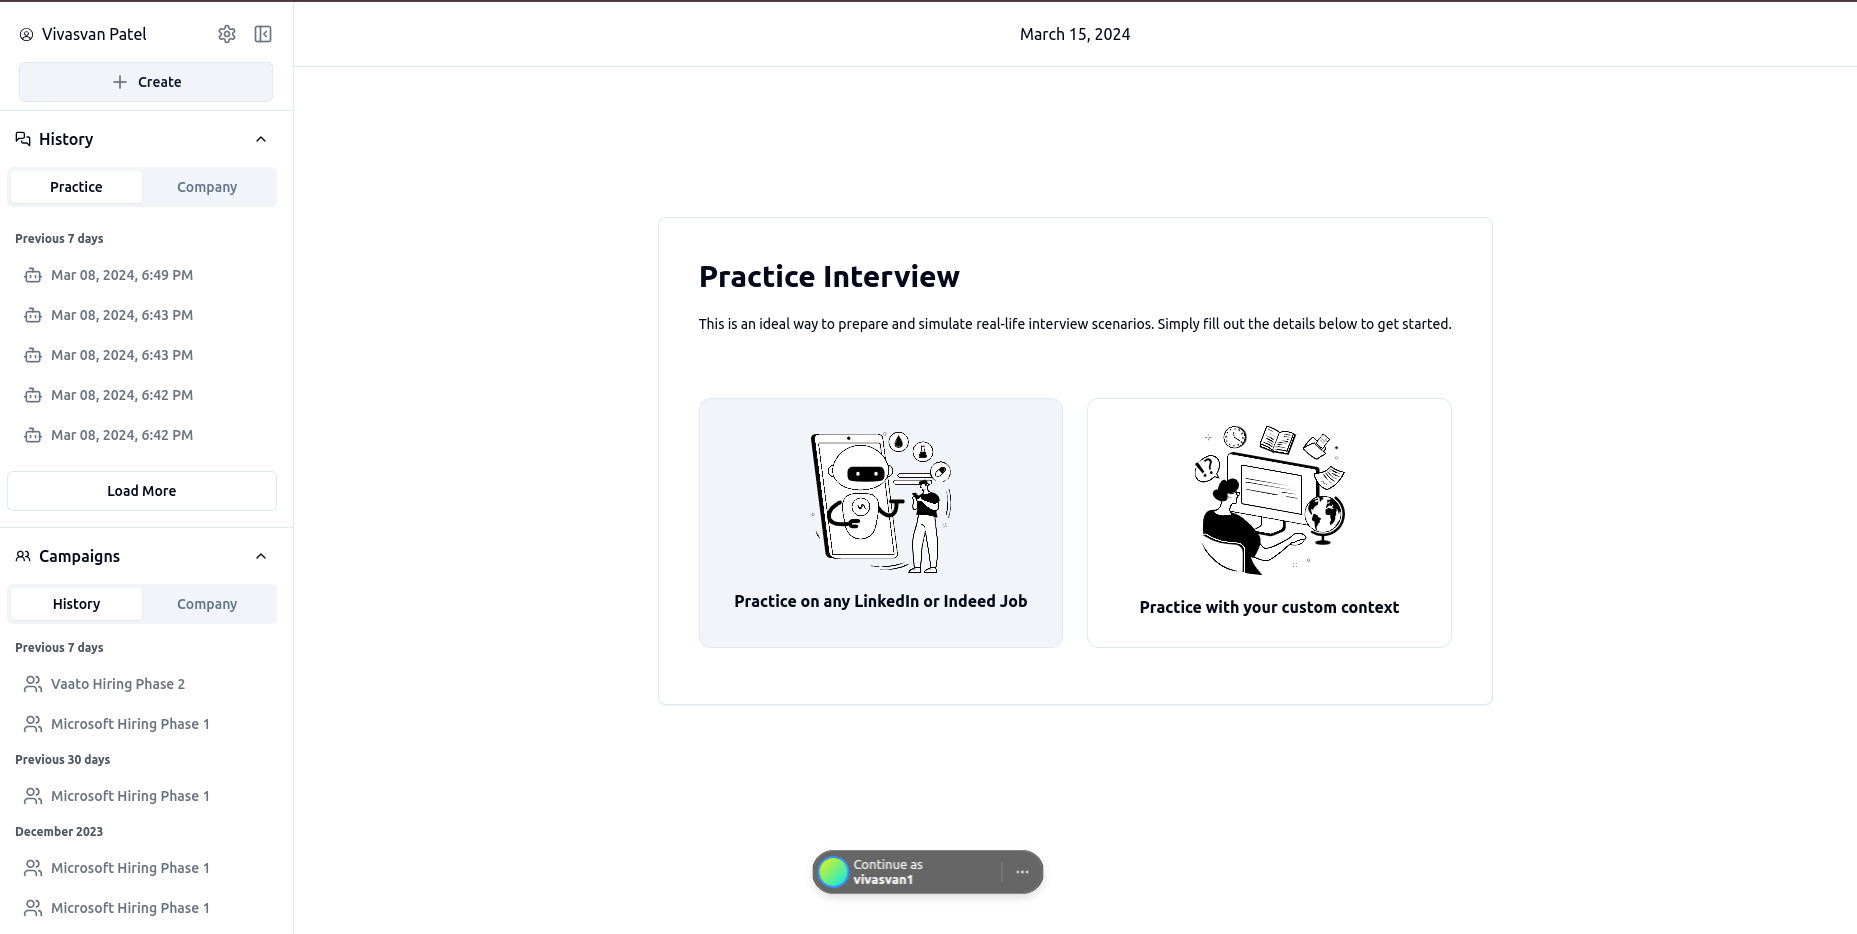 Vivasvan Patel
Create
History
Practice
Company
Previous 7 days
Mar 08, 2024, 6:49 PM
Mar 08, 2024, 6:43 PM
Mar 08, 2024, 6:43 PM
Mar 08, 2024, 6:42 PM
Mar 08, 2024, 6:42 PM
Load More
Campaigns
History
Company
Previous 7 days
Vaato Hiring Phase 2
Microsoft Hiring Phase 1
Previous 30 days
Microsoft Hiring Phase 1
December 2023
Microsoft Hiring Phase 1
Microsoft Hiring Phase 1
March 15, 2024
Practice Interview
This is an ideal way to prepare and simulate real-life interview scenarios. Simply fill out the details below to get started.
!?
Practice on any LinkedIn or Indeed Job
Practice with your custom context
Continue as
vivasvan1